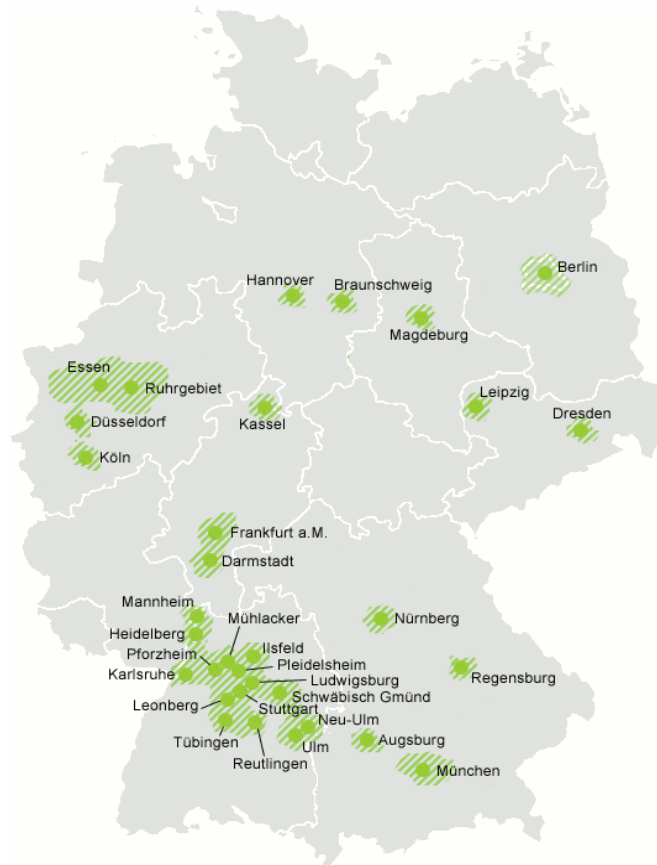 Berlin
Hannover
Braunschweig
Magdeburg
Essen
Ruhrgebiet
Leipzig
Düsseldorf
Kassel
Dresden
Köln
Frankfurt a.M.
Darmstadt
Mannheim
Mühlacker
Nürnberg
Heidelberg
Ilsfeld
Pforzheim
Pleidelsheim
Karlsruhe
Ludwigsburg
Regensburg
Schwäbisch Gmünd
Leonberg
Stuttgart
Neu-Ulm
Tübingen
Ulm
Augsburg
Reutlingen
München